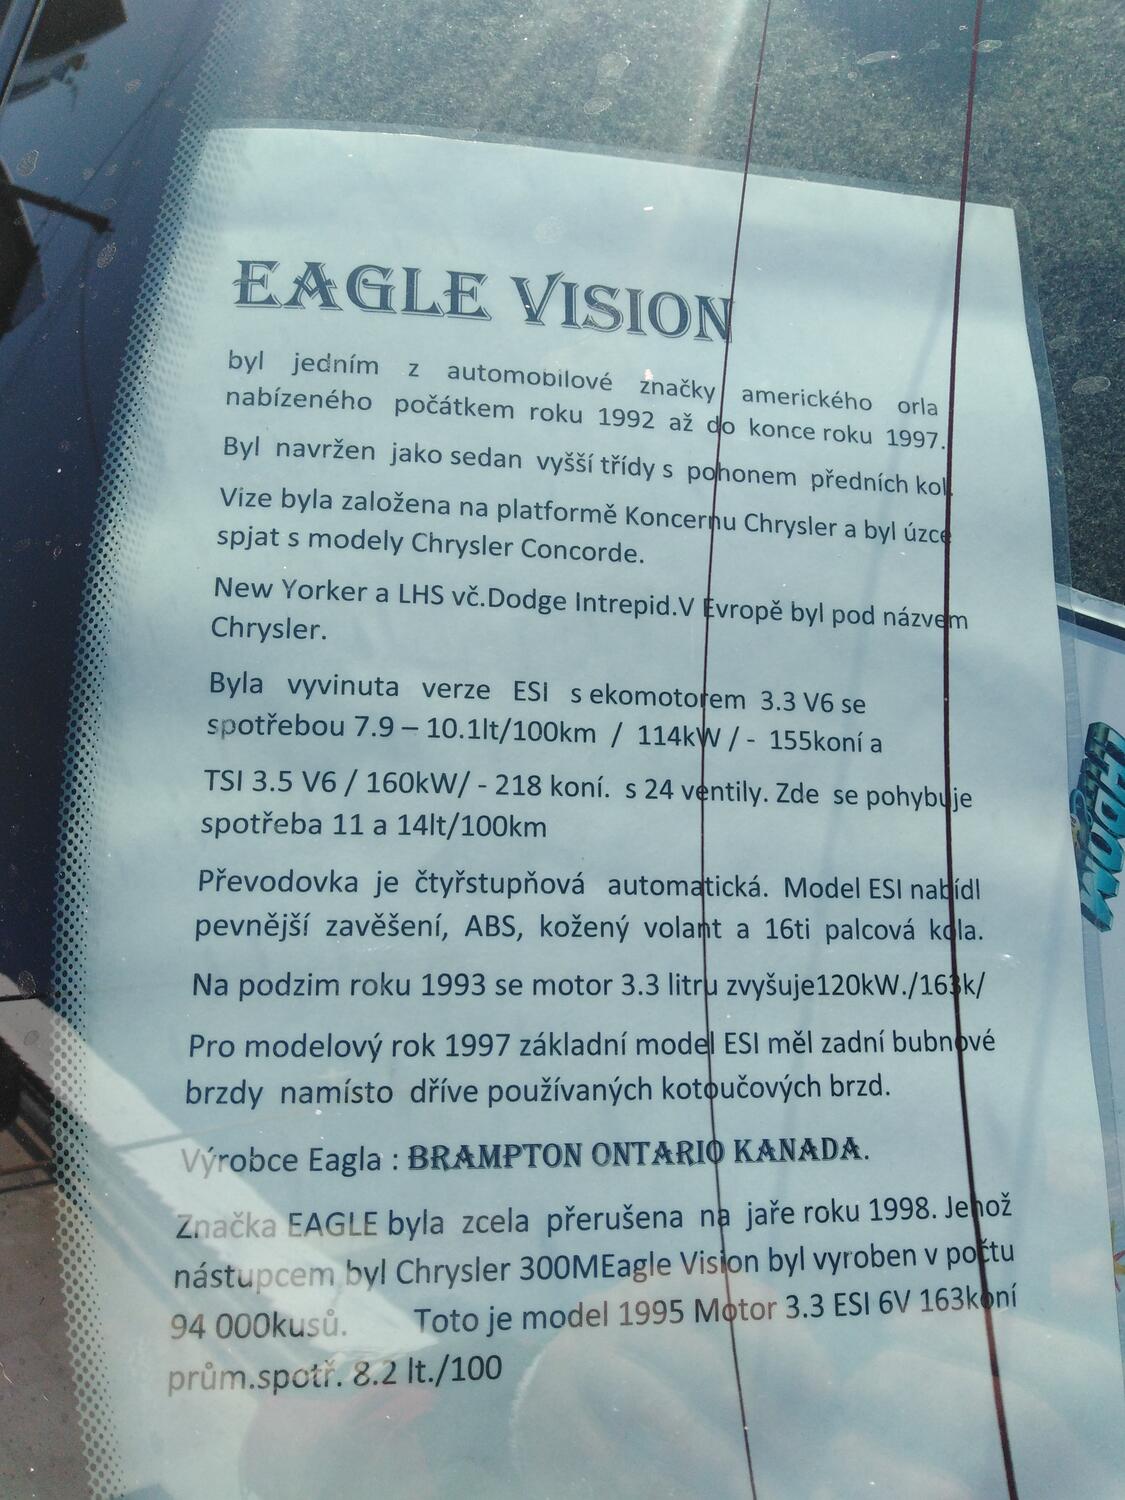 EAGLE VISION
byl jedním z automobilové značky amerického orla
nabízeného počátkem roku 1992 až do konce roku 1997.
Byl navržen jako sedan vyšší třídy s pohonem předních kol.
Vize byla založena na platformě Koncernu Chrysler a byl úzce
spjat s modely Chrysler Concorde.
New Yorker a LHS vč.Dodge Intrepid.V Evropě byl pod názvem
Chrysler.
Byla vyvinuta verze ESI s ekomotorem 3.3 V6 se
spotřebou 7.9 – 10.1lt/100km / 114kW / - 155koní a
TSI 3.5 V6 / 160kW/ - 218 koní. s 24 ventily. Zde se pohybuje
spotřeba 11 a 14lt/100km
Převodovka je čtyřstupňová automatická. Model ESI nabídl
pevnější zavěšení, ABS, kožený volant a 16ti palcová kola.
Na podzim roku 1993 se motor 3.3 litru zvyšuje120kW./163k/
Pro modelový rok 1997 základní model ESI měl zadní bubnové
brzdy namísto dříve používaných kotoučových brzd.
Výrobce Eagla : BRAMPTON ONTARIO KANADA.
Značka EAGLE byla zcela přerušena na jaře roku 1998. Jehož
nástupcem byl Chrysler 300MEagle Vision byl vyroben v počtu
94 000kusů. Toto je model 1995 Motor 3.3 ESI 6V 163koní
prům.spotř. 8.2 lt./100